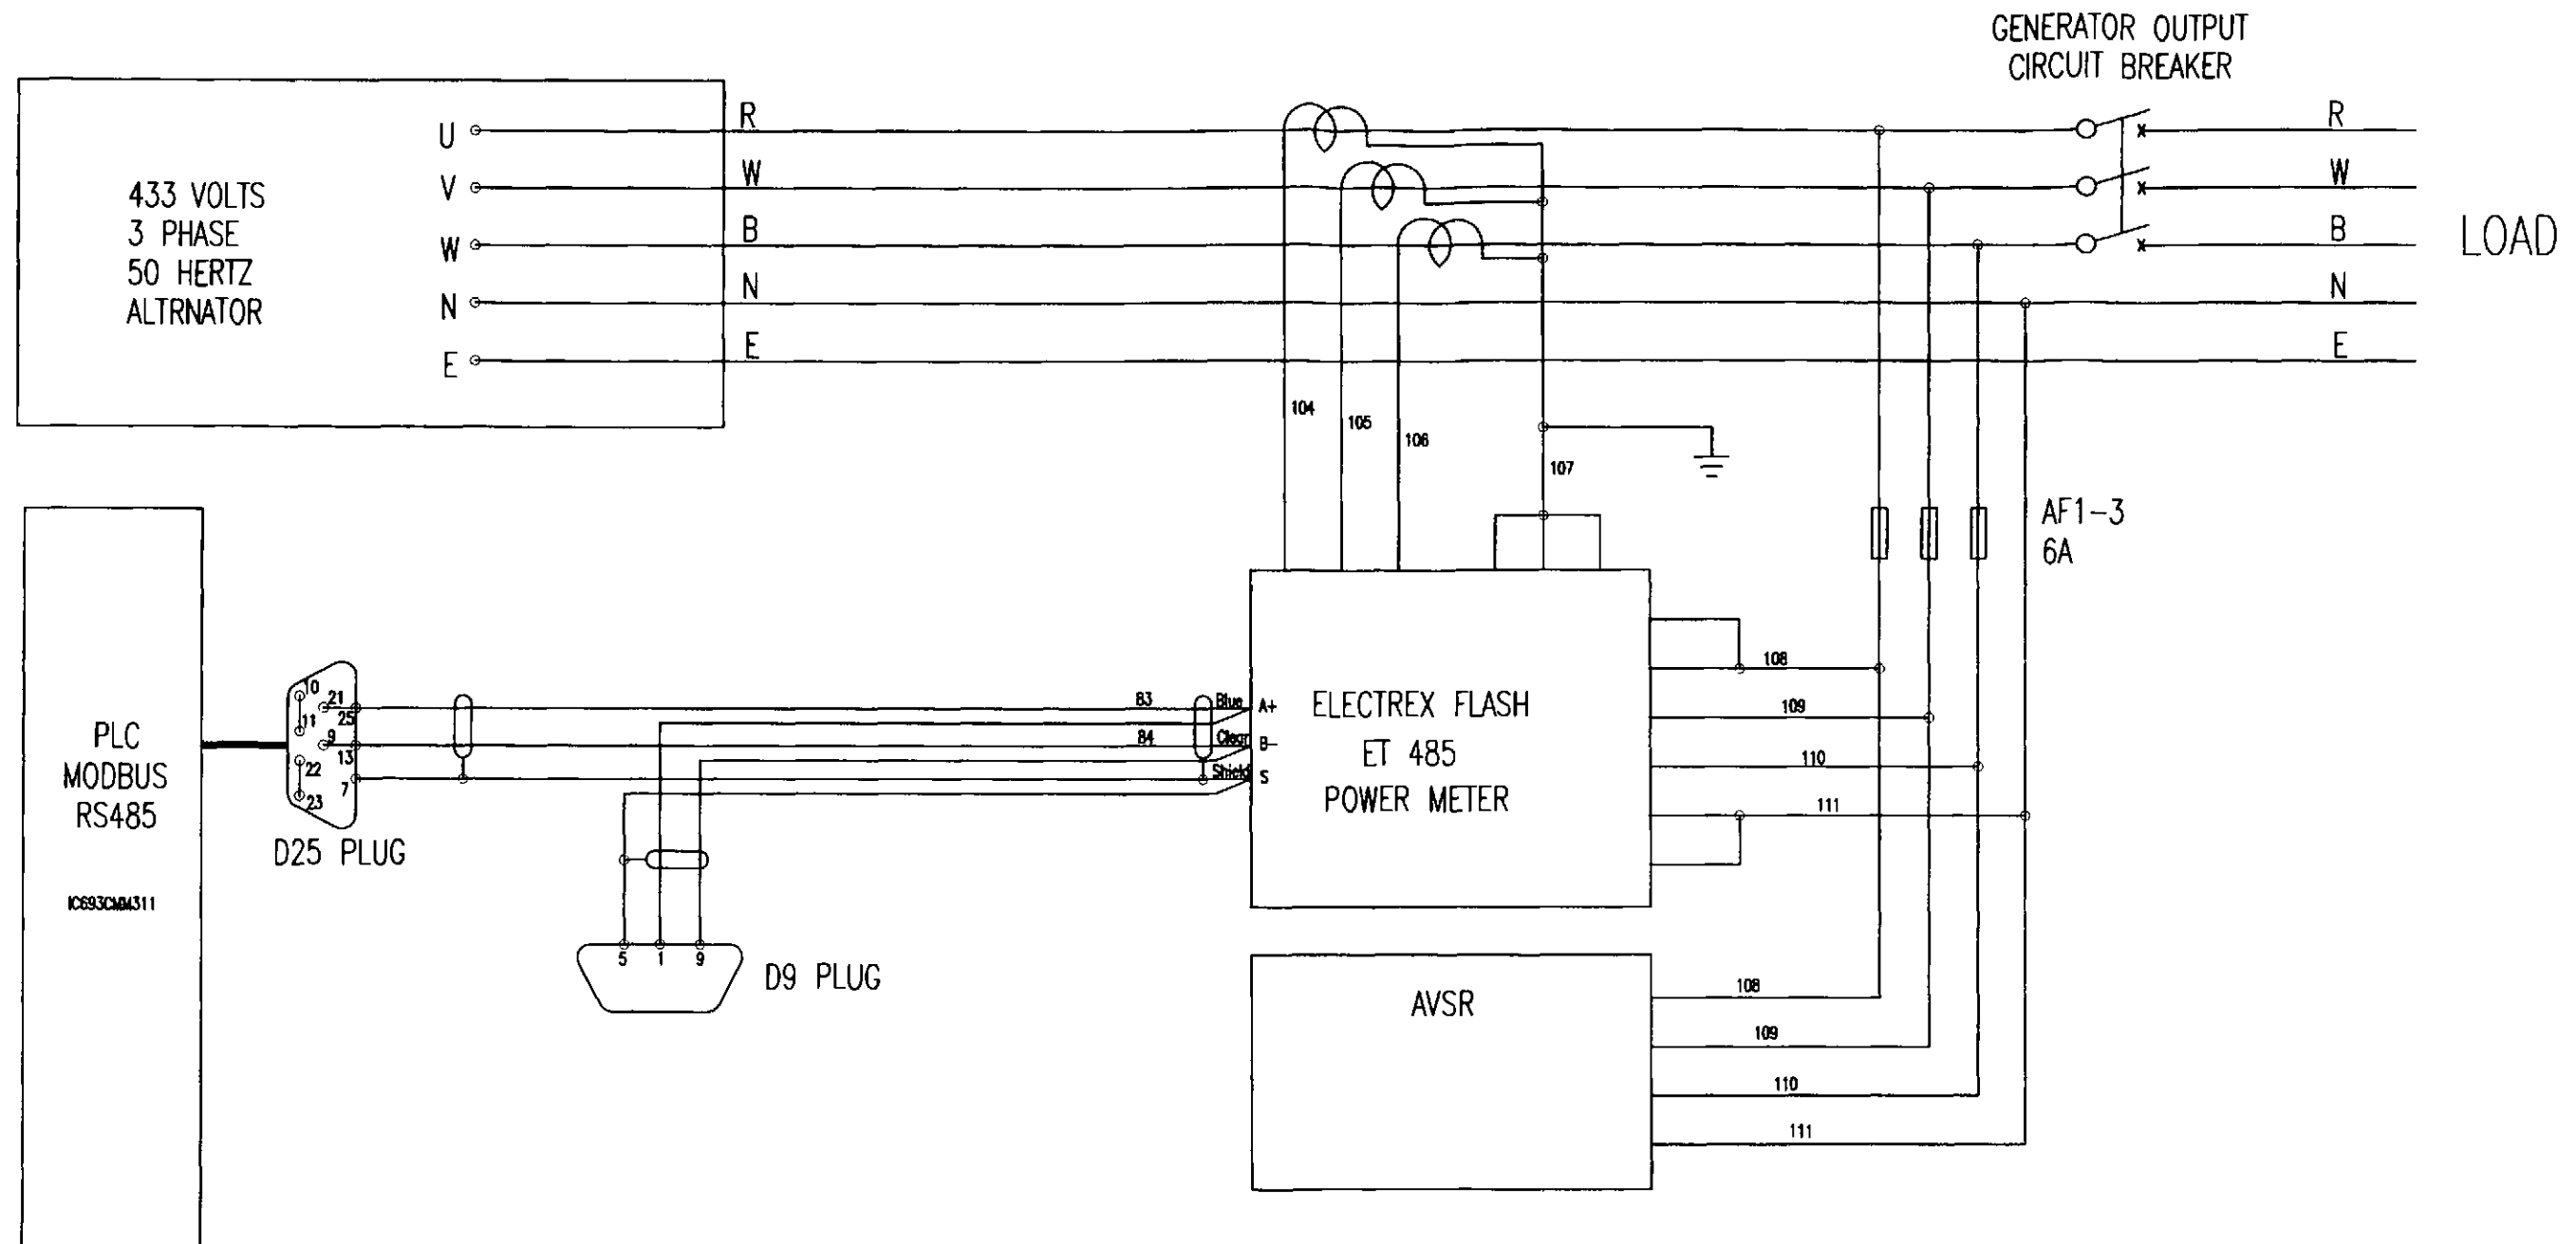 GENERATOR OUTPUT
CIRCUIT BREAKER
433 VOLTS
3 PHASE
50 HERTZ
ALTRNATOR
U
V
W
N
E
R
W
B
N
E
R
W
B
N
E
LOAD
104
105
106
107
AF1-3
6A
PLC
MODBUS
RS485
IC693CMM311
10
21
11
25
9
13
22
7
23
D25 PLUG
83
Blue
A+
84
Clear
B-
Shield
S
5
1
9
D9 PLUG
ELECTREX FLASH
ET 485
POWER METER
108
109
110
111
AVSR
108
109
110
111